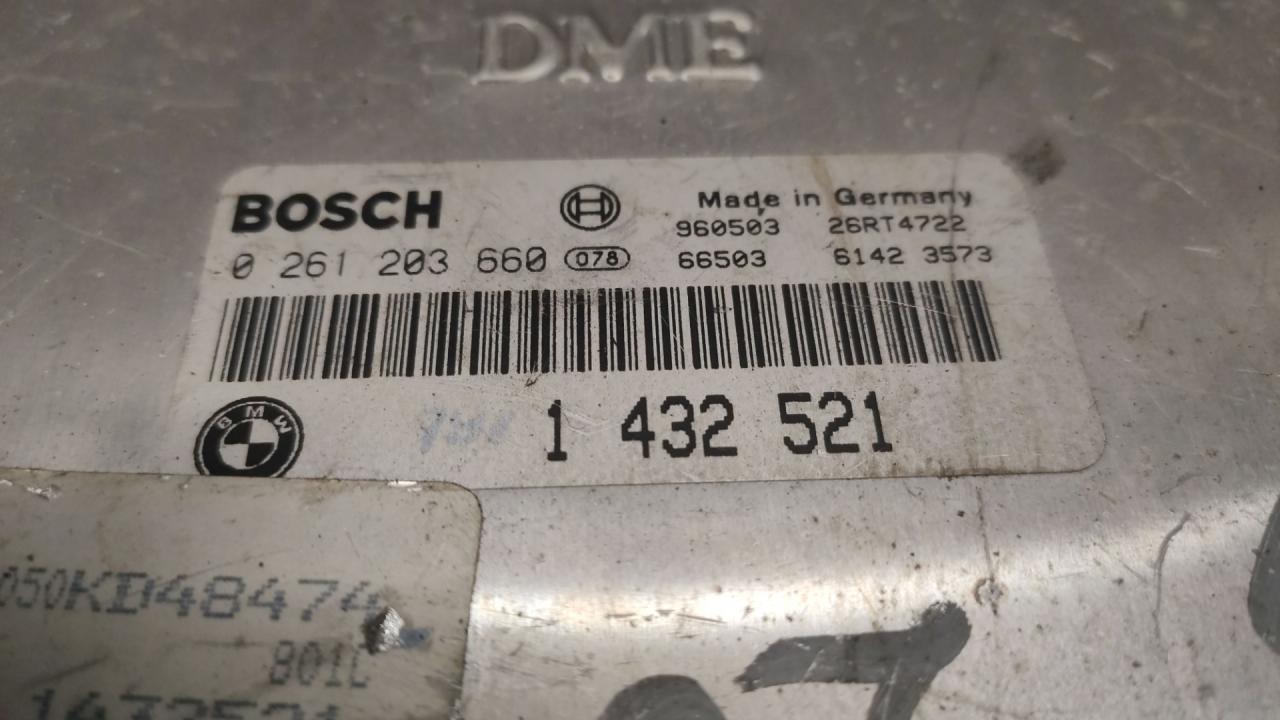 DME
BOSCH
Made in Germany
960503 26RT4722
0 261 203 660 078 66503 6142 3573
BMW
1 432 521
050KD48474
801C